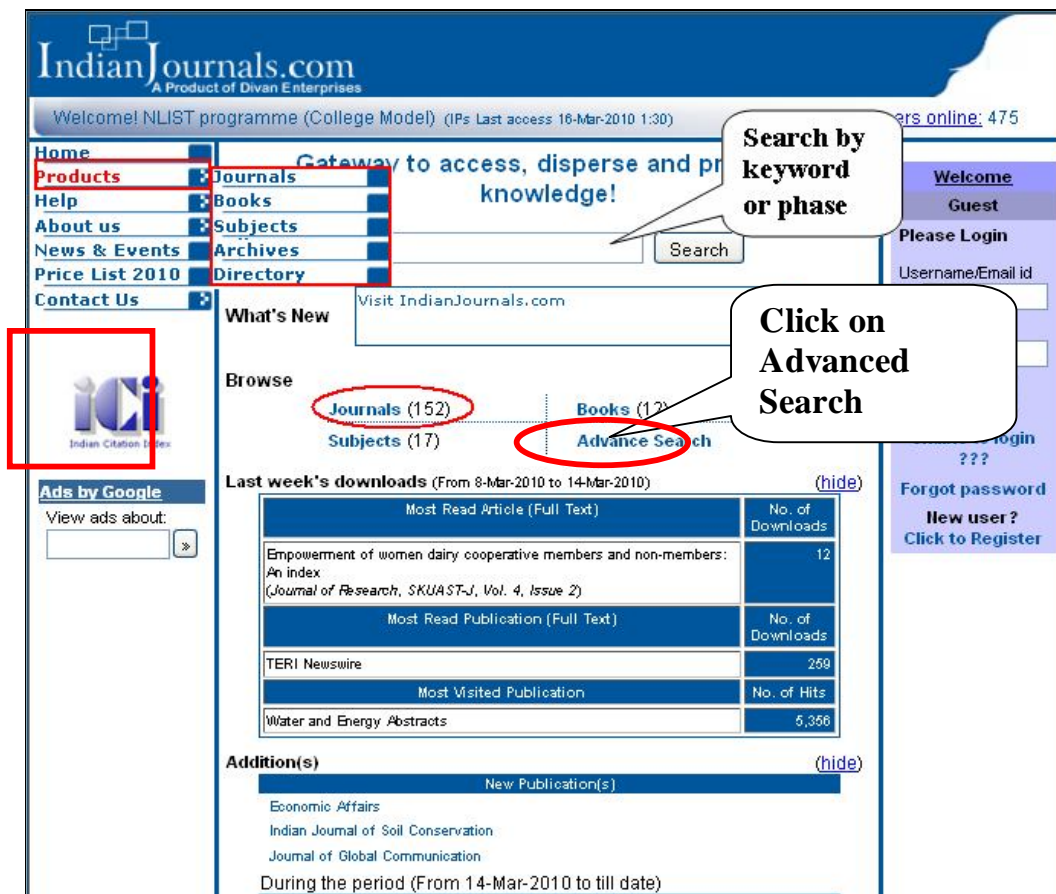 IndianJournals.com
A Product of Divan Enterprises
Welcome! NLIST programme (College Model) (IPs Last access 16-Mar-2010 1:30)
ers online: 475
Home
Products
Help
About us
News & Events
Price List 2010
Contact Us
Journals
Books
Subjects
Archives
Directory
Gateway to access, disperse and pr
knowledge!
Search by
keyword
or phase
Search
What's New
Visit IndianJournals.com
Click on
Advanced
Search
Welcome
Guest
Please Login
Username/Email id
login
???
Forgot password
New user?
Click to Register
iCi
Indian Citation Index
Ads by Google
View ads about:
»
Browse
Journals (152)
Books (12)
Subjects (17)
Advance Search
Last week's downloads (From 8-Mar-2010 to 14-Mar-2010)
(hide)
Most Read Article (Full Text)
No. of
Downloads
Empowerment of women dairy cooperative members and non-members:
An index
(Journal of Research, SKUAST-J, Vol. 4, Issue 2)
12
Most Read Publication (Full Text)
No. of
Downloads
TERI Newswire
259
Most Visited Publication
No. of Hits
Water and Energy Abstracts
5,356
Addition(s)
(hide)
New Publication(s)
Economic Affairs
Indian Journal of Soil Conservation
Journal of Global Communication
During the period (From 14-Mar-2010 to till date)